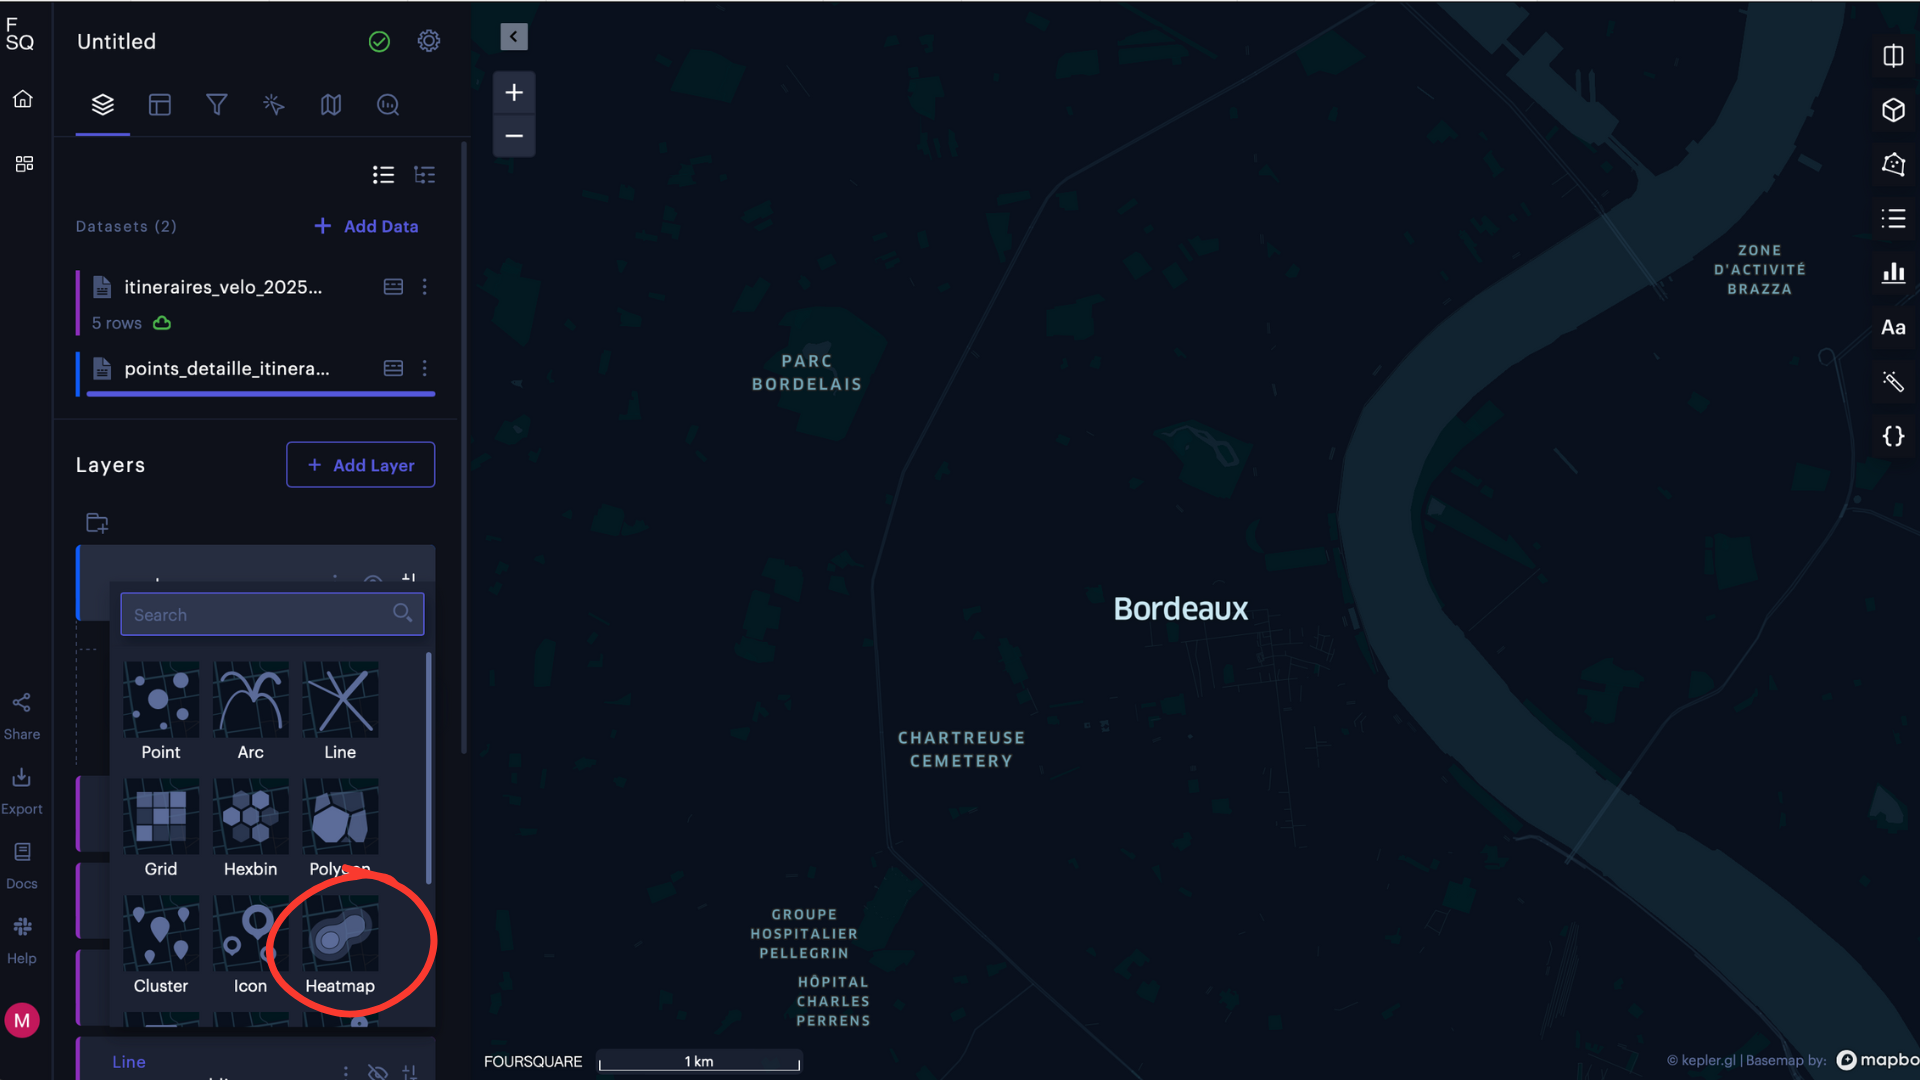 F
SQ
Untitled
Datasets (2)
+ Add Data
itineraires_velo_2025...
5 rows
points_detaille_itinera...
Layers
+ Add Layer
Search
Point
Arc
Line
Grid
Hexbin
Polygon
Cluster
Icon
Heatmap
Line
Share
Export
Docs
Help
M
PARC
BORDELAIS
ZONE
D'ACTIVITÉ
BRAZZA
Bordeaux
CHARTREUSE
CEMETERY
GROUPE
HOSPITALIER
PELLEGRIN
HÔPITAL
CHARLES
PERRENS
Aa
FOURSQUARE
1 km
© kepler.gl | Basemap by:
mapbo